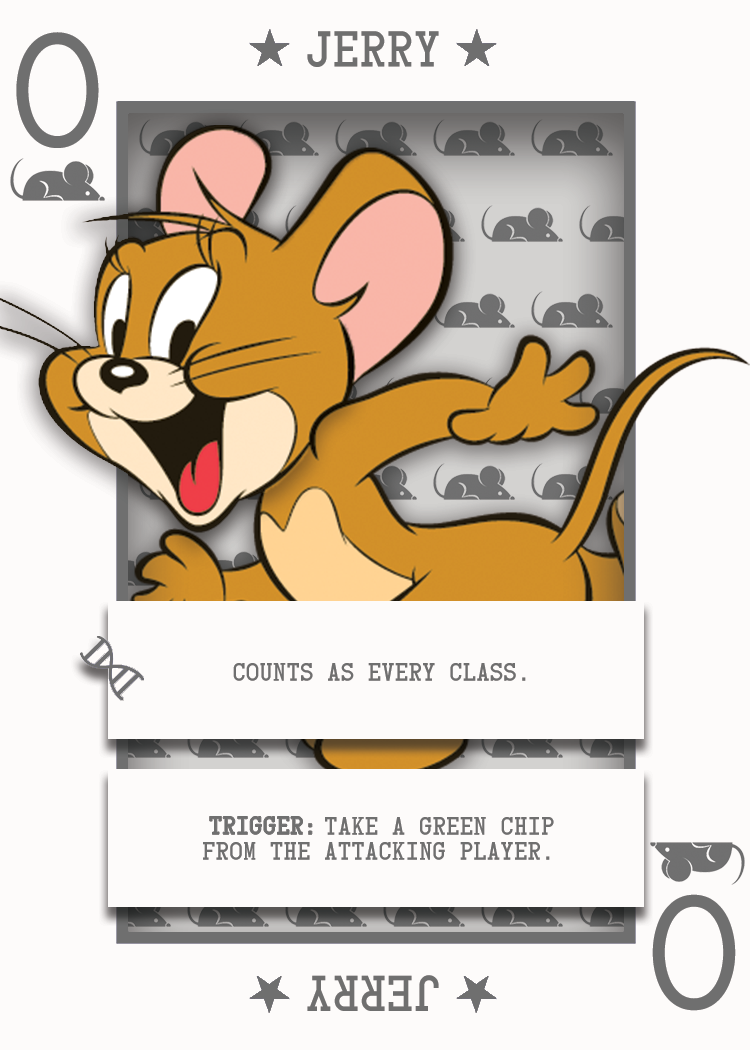 0
★ JERRY ★
COUNTS AS EVERY CLASS.
TRIGGER: TAKE A GREEN CHIP
FROM THE ATTACKING PLAYER.
0
★ JERRY ★